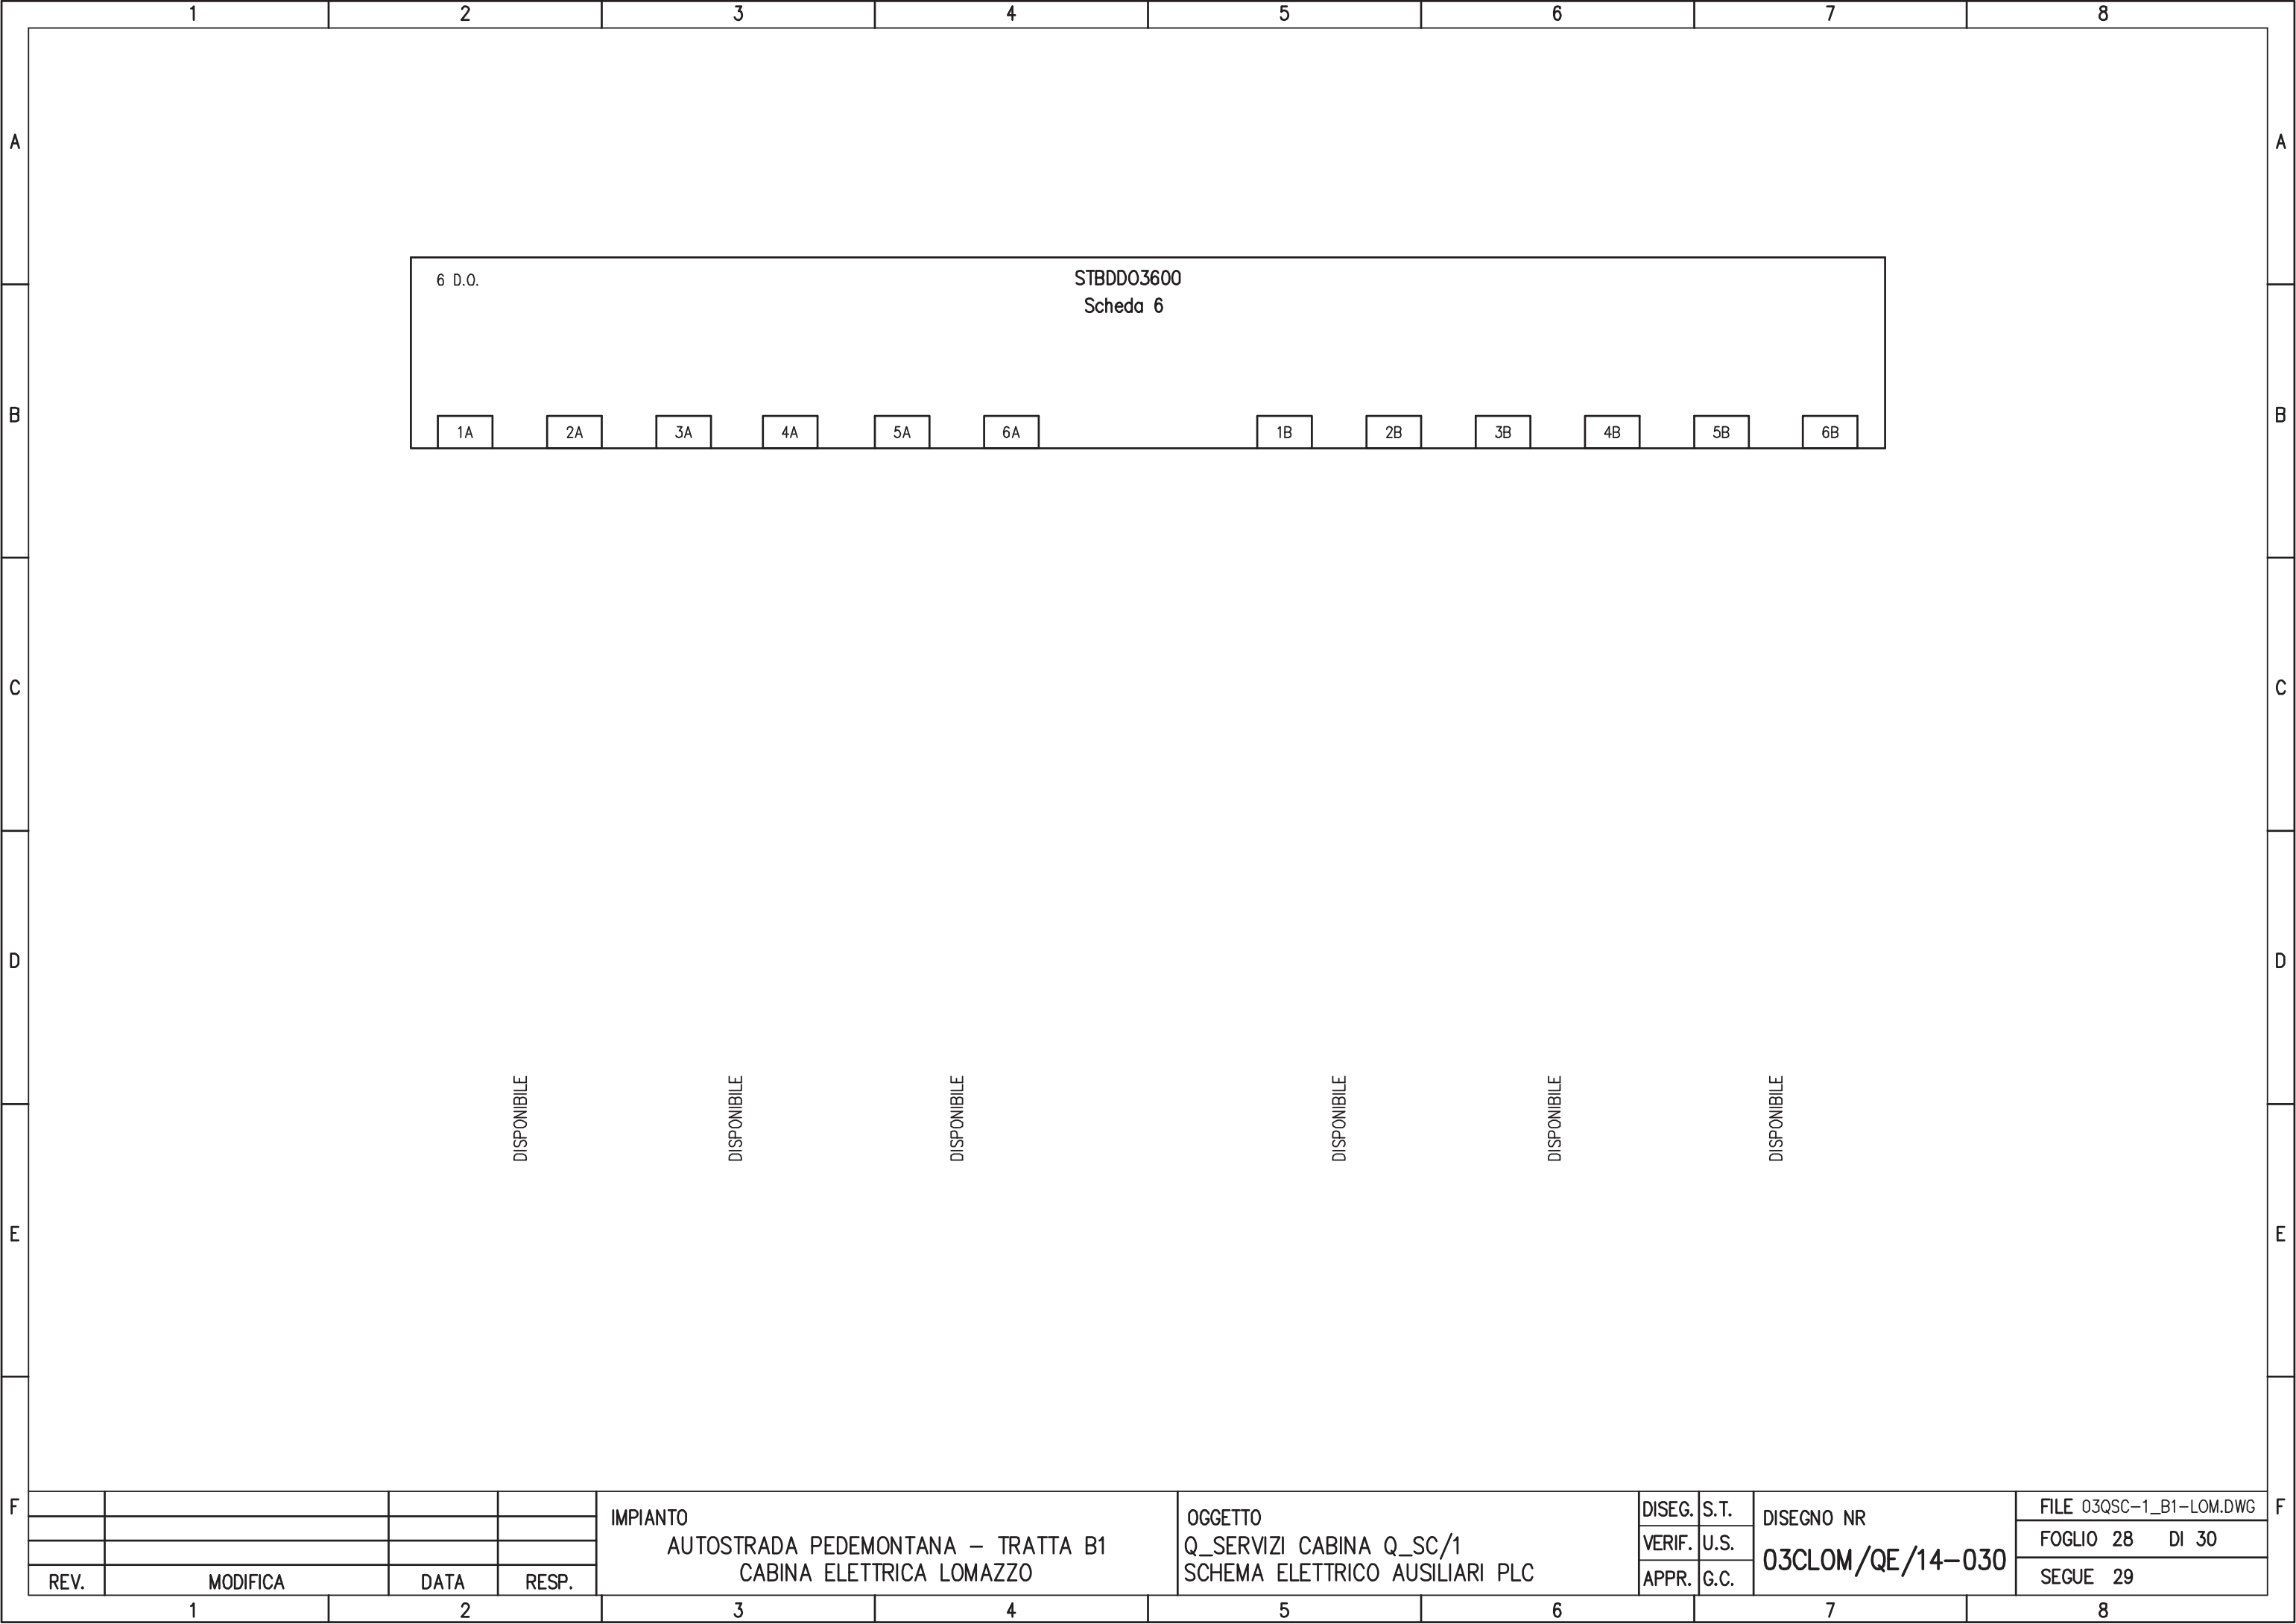 1 2 3 4 5 6 7 8
A A
6 D.O. STBDDO3600
Scheda 6
B B
1A 2A 3A 4A 5A 6A 1B 2B 3B 4B 5B 6B
C C
D D
DISPONIBILE DISPONIBILE DISPONIBILE DISPONIBILE DISPONIBILE DISPONIBILE
E E
F F
REV. MODIFICA DATA RESP.
IMPIANTO
AUTOSTRADA PEDEMONTANA – TRATTA B1
CABINA ELETTRICA LOMAZZO
OGGETTO
Q_SERVIZI CABINA Q_SC/1
SCHEMA ELETTRICO AUSILIARI PLC
DISEG. S.T.
VERIF. U.S.
APPR. G.C.
DISEGNO NR
03CLOM/QE/14–030
FILE 03QSC–1_B1–LOM.DWG
FOGLIO 28 DI 30
SEGUE 29
1 2 3 4 5 6 7 8